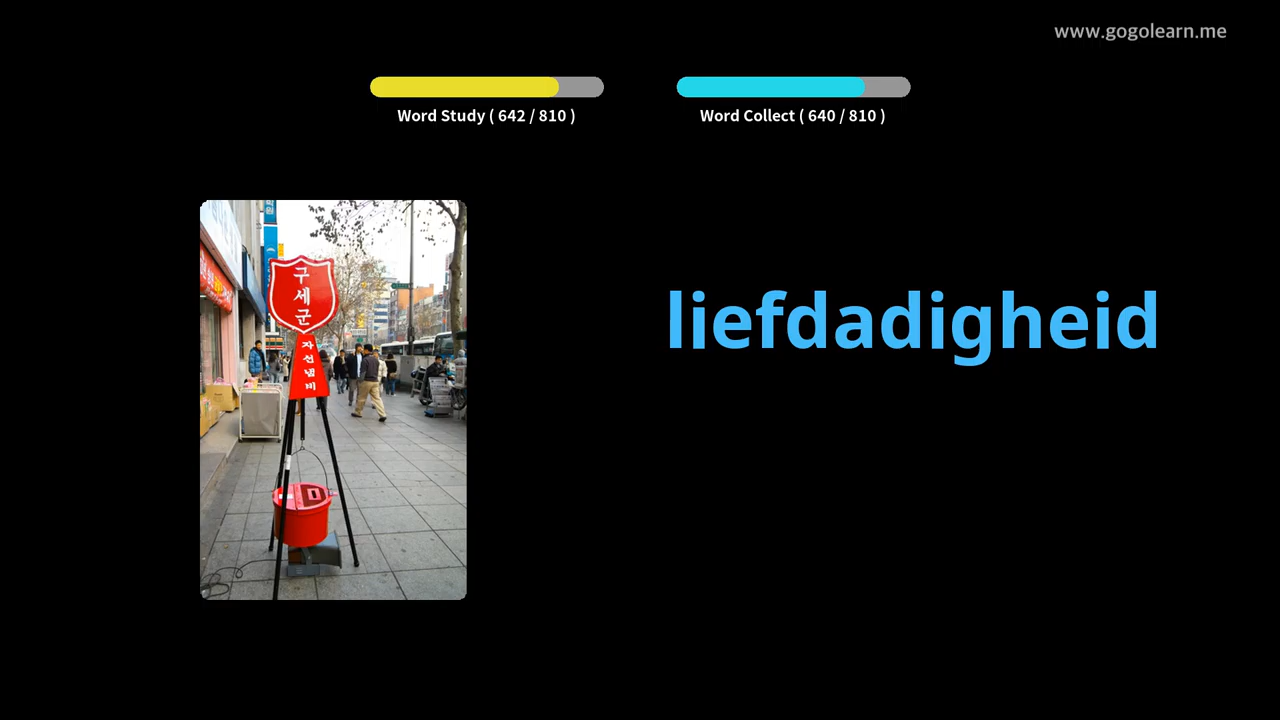 www.gogolearn.me
Word Study ( 642 / 810 )
Word Collect ( 640 / 810 )
구세군
자선냄비
liefdadigheid